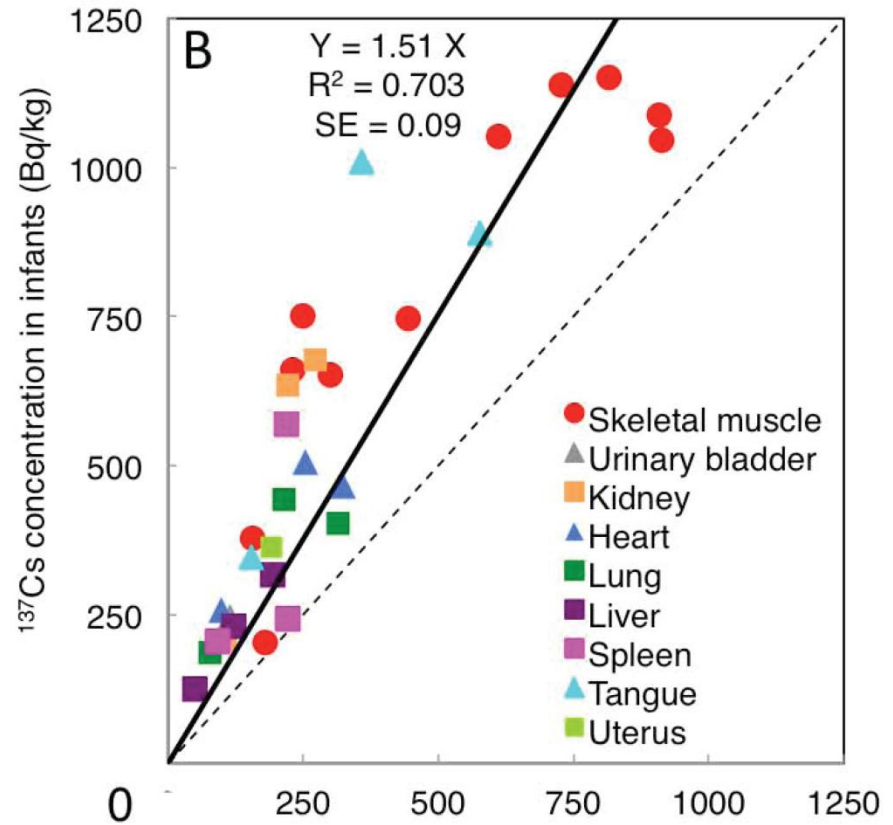 B
Y = 1.51 X
R² = 0.703
SE = 0.09
¹³⁷Cs concentration in infants (Bq/kg)
1250
1000
750
500
250
0
250
500
750
1000
1250
Skeletal muscle
Urinary bladder
Kidney
Heart
Lung
Liver
Spleen
Tangue
Uterus